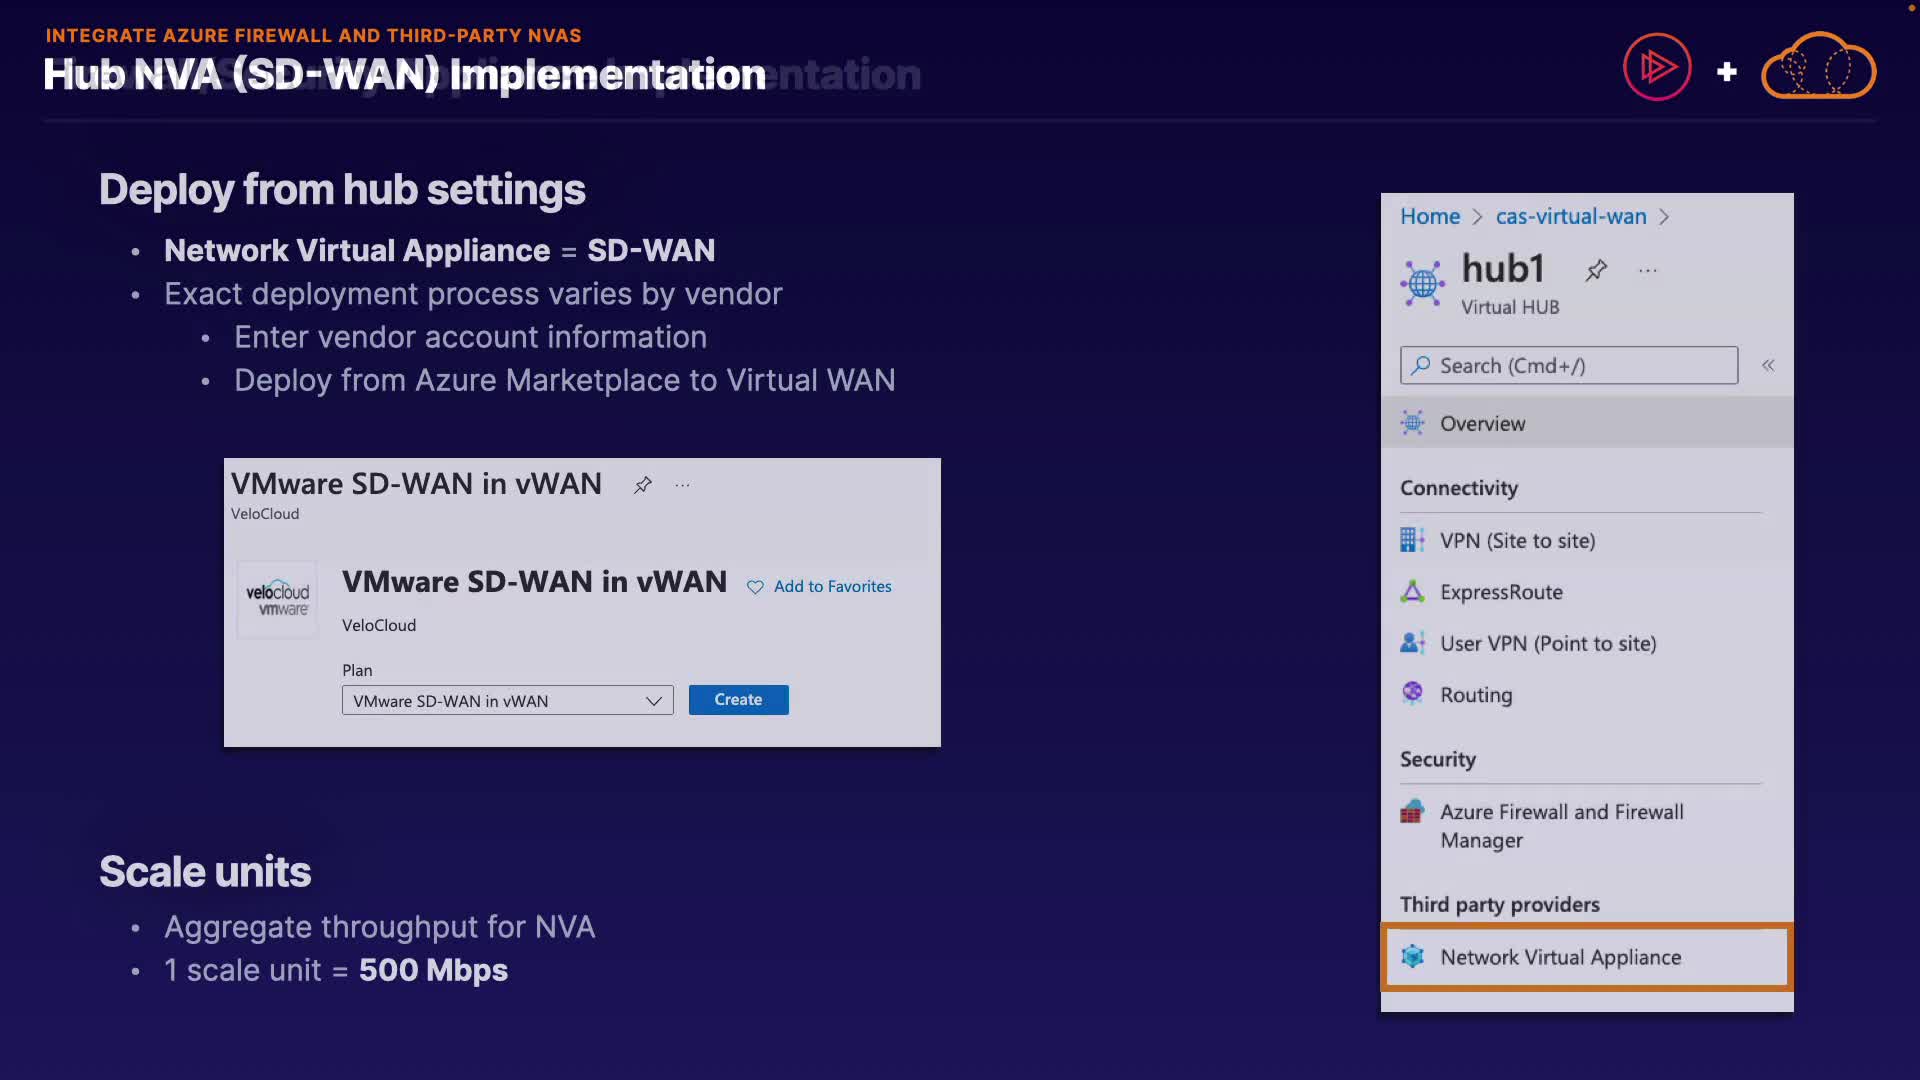 INTEGRATE AZURE FIREWALL AND THIRD-PARTY NVAS
Hub NVA (SD-WAN) Implementation
Deploy from hub settings
• Network Virtual Appliance = SD-WAN
• Exact deployment process varies by vendor
• Enter vendor account information
• Deploy from Azure Marketplace to Virtual WAN
VMware SD-WAN in vWAN
VeloCloud
velocloud
vmware
VMware SD-WAN in vWAN
Add to Favorites
VeloCloud
Plan
VMware SD-WAN in vWAN
Create
Scale units
• Aggregate throughput for NVA
• 1 scale unit = 500 Mbps
Home > cas-virtual-wan >
hub1
Virtual HUB
Search (Cmd+/)
Overview
Connectivity
VPN (Site to site)
ExpressRoute
User VPN (Point to site)
Routing
Security
Azure Firewall and Firewall
Manager
Third party providers
Network Virtual Appliance